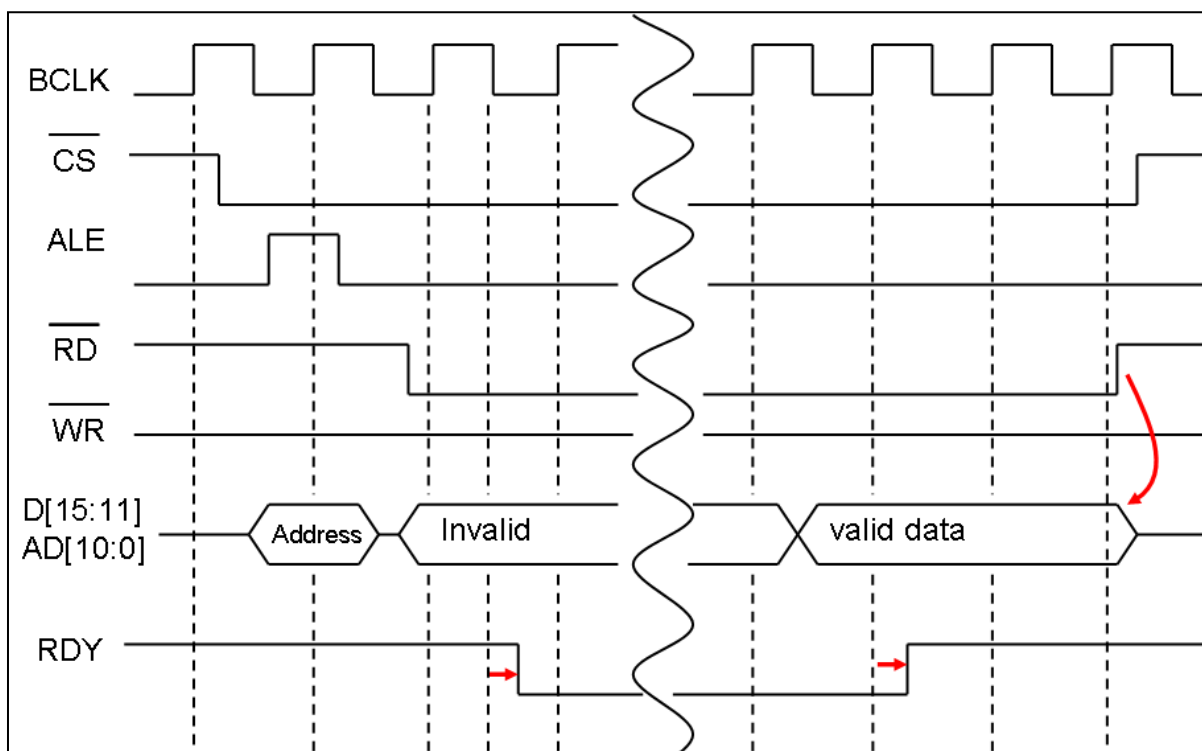 BCLK
CS
ALE
RD
WR
D[15:11]
AD[10:0]
Address
Invalid
valid data
RDY